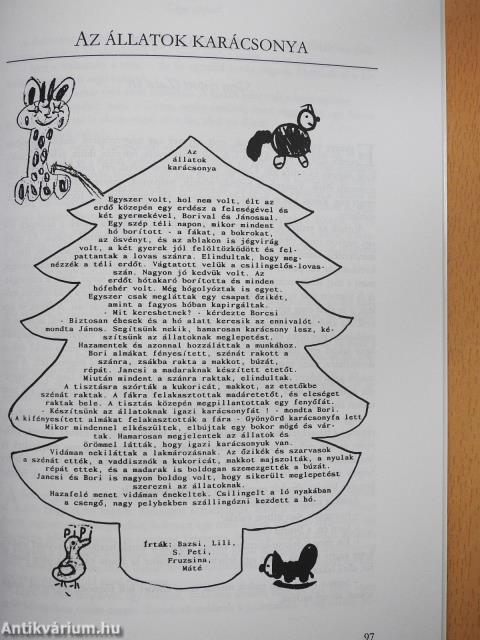 AZ ÁLLATOK KARÁCSONYA
Az
állatok
karácsonya
Egyszer volt, hol nem volt, élt az
erdő közepén egy erdész a feleségével és
két gyermekével, Borival és Jánossal.
Egy szép téli napon, mikor mindent
hó borított - a fákat, a bokrokat,
az ösvényt, és az ablakon is jégvirág
volt, a két gyerek jól felöltözködött és fel-
pattantak a lovas szánra. Elindultak, hogy meg-
nézzék a téli erdőt. Vágtatott velük a csilingelős-lovas-
szán. Nagyon jó kedvük volt. Az
erdőt hótakaró borította és minden
hófehér volt. Még hógolyóztak is egyet.
Egyszer csak megláttak egy csapat őzikét,
amint a fagyos hóban kapirgáltak.
- Mit kereshetnek? - kérdezte Borcsi
- Biztosan éhesek és a hó alatt keresik az ennivalót -
mondta János. Segítsünk nekik, hamarosan karácsony lesz, ké-
szítsünk az állatoknak meglepetést.
Hazamentek és azonnal hozzáláttak a munkához.
Bori almákat fényesített, szénát rakott a
szánra, zsákba rakta a makkot, búzát,
répát. Jancsi a madaraknak készített etetőt.
Miután mindent a szánra raktak, elindultak.
A tisztásra szórták a kukoricát, makkot, az etetőkbe
szénát raktak. A fákra felakasztottak madáretetőt, és eleséget
raktak bele. A tisztás közepén megpillantottak egy fenyőfát.
- Készítsünk az állatoknak igazi karácsonyfát ! - mondta Bori.
A kifényesített almákat felakasztották a fára - Gyönyörű karácsonyfa lett
Mikor mindennel elkészültek, elbújtak egy bokor mögé és vár-
tak. Hamarosan megjelentek az állatok és
örömmel látták, hogy igazi karácsonyuk van.
Vidáman nekiláttak a lakmározásnak. Az őzikék és szarvasok
a szénát ették, a vaddisznók a kukoricát, makkot majszolták, a nyulak
répát ettek, és a madarak is boldogan szemezgették a búzát.
Jancsi és Bori is nagyon boldog volt, hogy sikerült meglepetést
szerezni az állatoknak.
Hazafelé menet vidáman énekeltek. Csilingelt a ló nyakában
a csengő, nagy pelyhekben szállingózni kezdett a hó.
Pi Pi
Írták: Bazsi, Lili,
S. Peti,
Fruzsina,
Máté
97
Antikvárium.hu